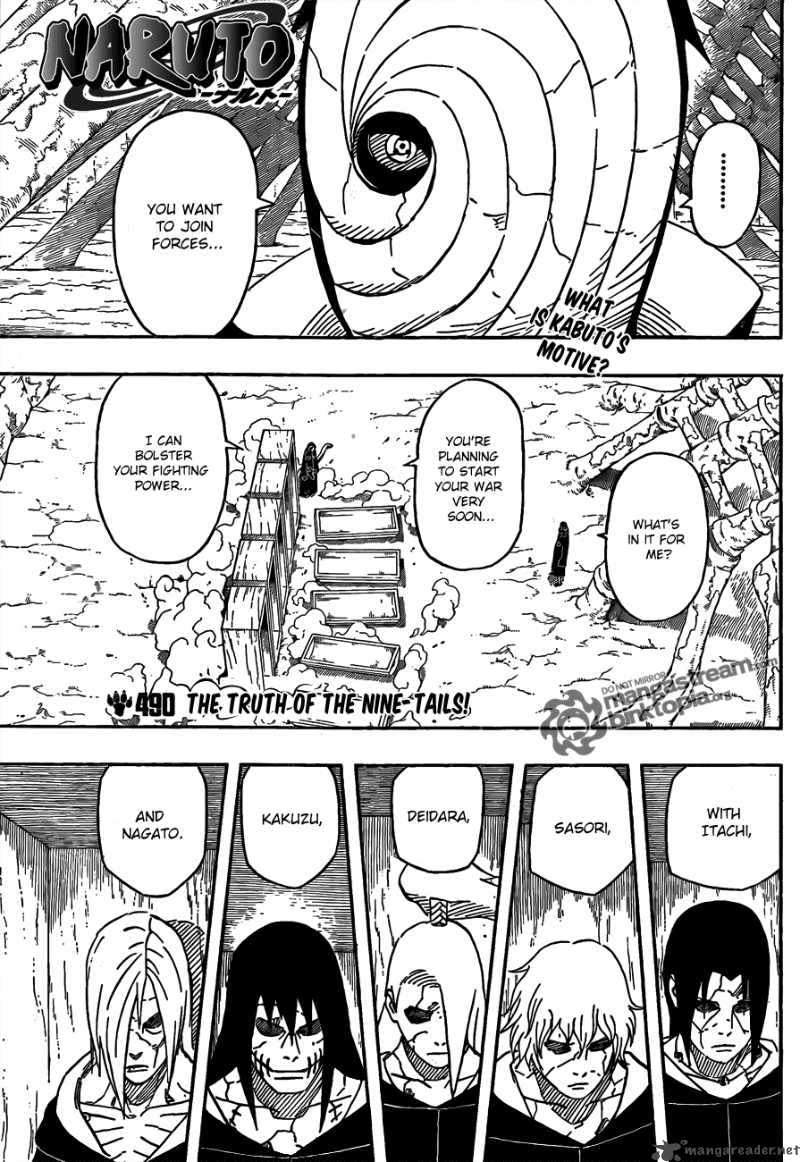 NARUTO
-ナルト-
.........
YOU WANT
TO JOIN
FORCES...
WHAT
IS KABUTO'S
MOTIVE?
WHAT'S
IN IT FOR
ME?
YOU'RE
PLANNING
TO START
YOUR WAR
VERY
SOON...
I CAN
BOLSTER
YOUR FIGHTING
POWER...
490 THE TRUTH OF THE NINE-TAILS!
DO NOT MIRROR
mangastream.com
binktopia.org
WITH
ITACHI,
SASORI,
DEIDARA,
KAKUZU,
AND
NAGATO.
mangareader.net